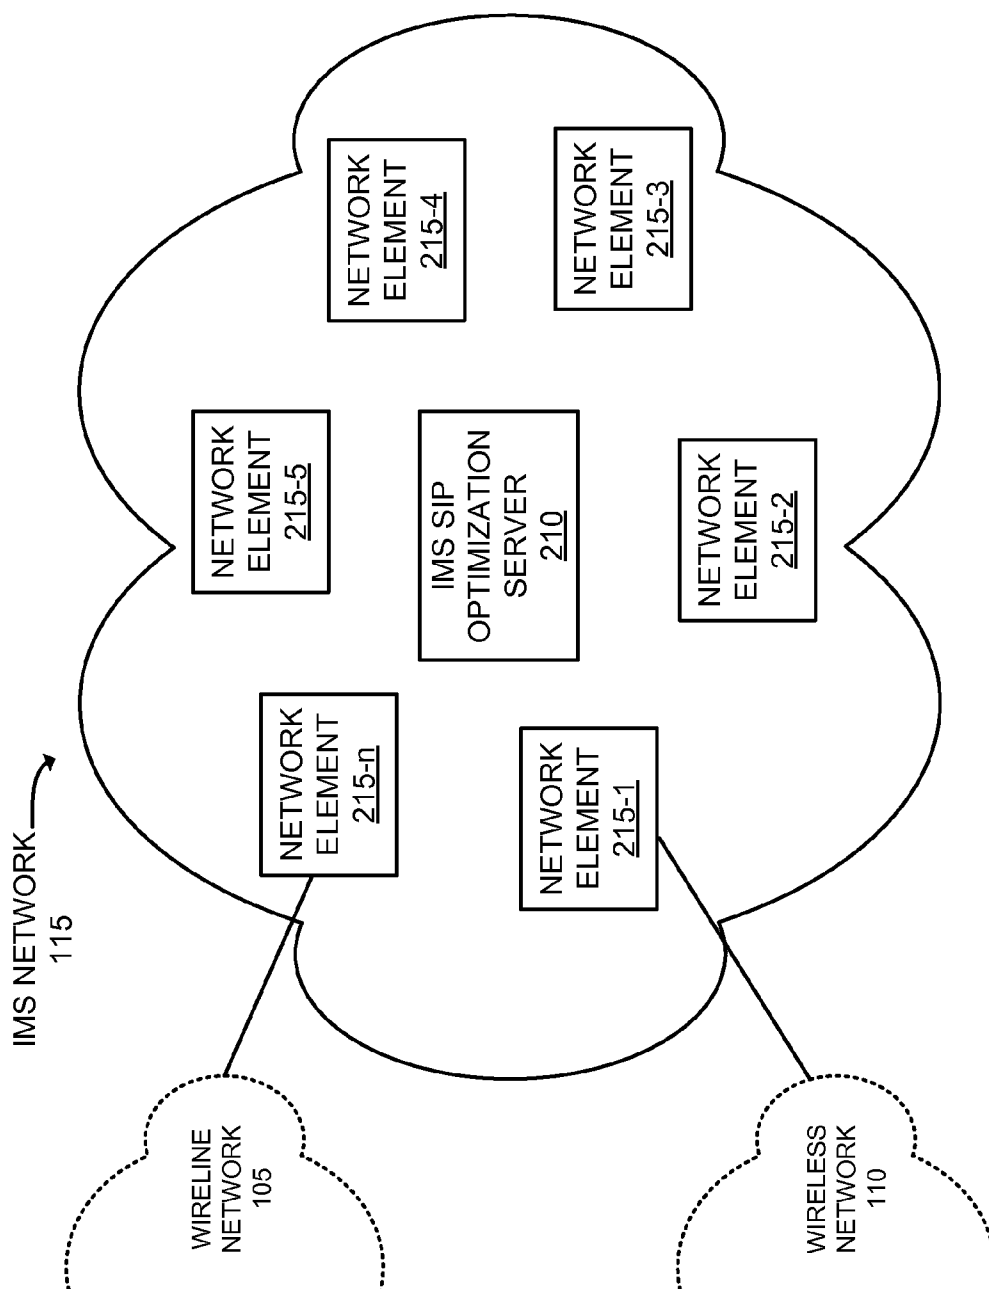 IMS NETWORK
115
WIRELINE
NETWORK
105
WIRELESS
NETWORK
110
NETWORK
ELEMENT
215-n
NETWORK
ELEMENT
215-1
NETWORK
ELEMENT
215-5
IMS SIP
OPTIMIZATION
SERVER
210
NETWORK
ELEMENT
215-2
NETWORK
ELEMENT
215-4
NETWORK
ELEMENT
215-3